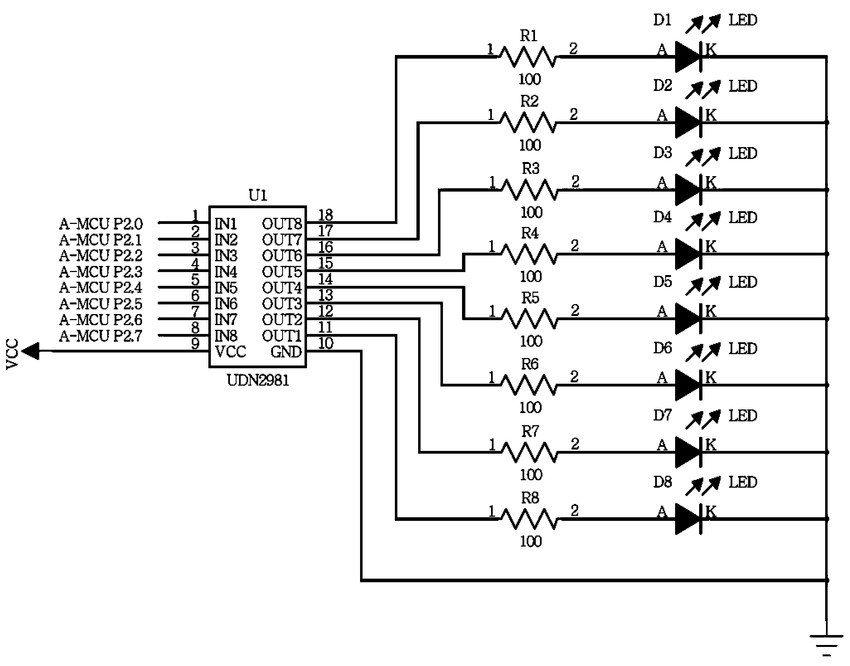 D1 LED
R1
1 2 A K
100
D2 LED
R2
1 2 A K
100
D3 LED
R3
1 2 A K
100
D4 LED
R4
1 2 A K
100
D5 LED
R5
1 2 A K
100
D6 LED
R6
1 2 A K
100
D7 LED
R7
1 2 A K
100
D8 LED
R8
1 2 A K
100
U1
A-MCU P2.0 1 IN1 OUT8 18
A-MCU P2.1 2 IN2 OUT7 17
A-MCU P2.2 3 IN3 OUT6 16
A-MCU P2.3 4 IN4 OUT5 15
A-MCU P2.4 5 IN5 OUT4 14
A-MCU P2.5 6 IN6 OUT3 13
A-MCU P2.6 7 IN7 OUT2 12
A-MCU P2.7 8 IN8 OUT1 11
VCC 9 VCC GND 10
UDN2981